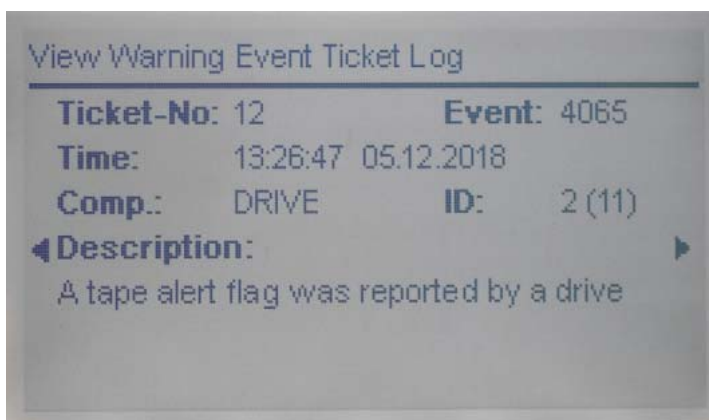 View Warning Event Ticket Log
Ticket-No: 12 Event: 4065
Time: 13:26:47 05.12.2018
Comp.: DRIVE ID: 2 (11)
Description:
A tape alert flag was reported by a drive